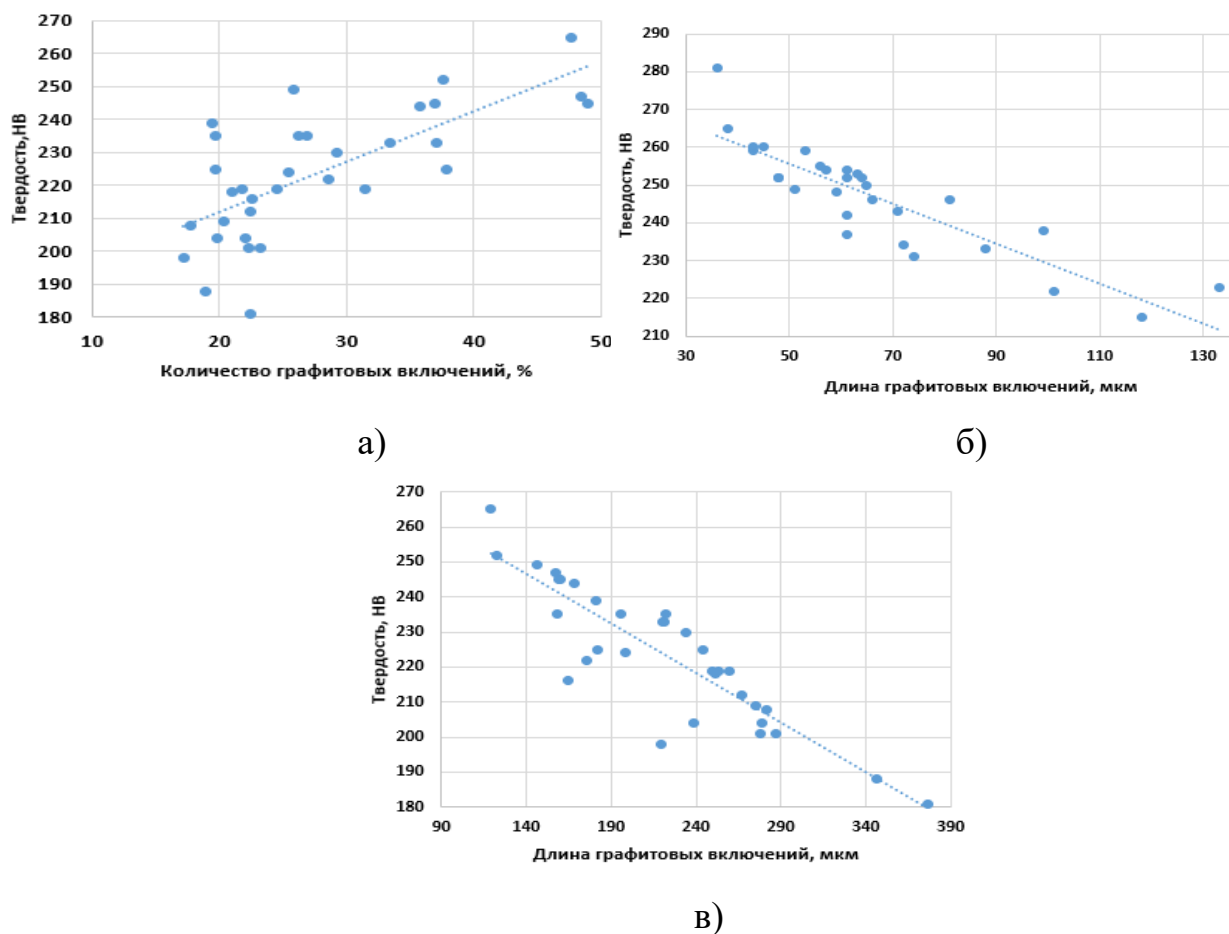 270
260
250
240
230
220
210
200
190
180
Твердость,НВ
10 20 30 40 50
Количество графитовых включений, %
а)
290
280
270
260
250
240
230
220
210
Твердость, НВ
30 50 70 90 110 130
Длина графитовых включений, мкм
б)
270
260
250
240
230
220
210
200
190
180
Твердость, НВ
90 140 190 240 290 340 390
Длина графитовых включений, мкм
в)